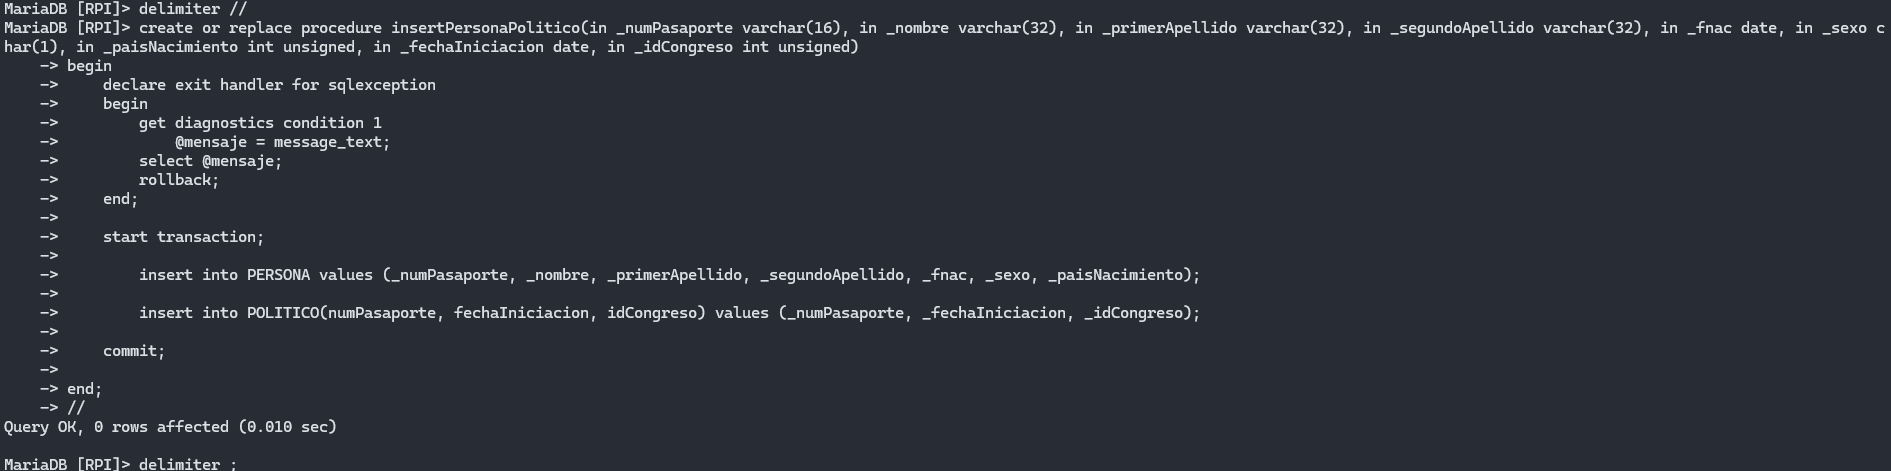 MariaDB [RPI]> delimiter //
MariaDB [RPI]> create or replace procedure insertPersonaPolitico(in _numPasaporte varchar(16), in _nombre varchar(32), in _primerApellido varchar(32), in _segundoApellido varchar(32), in _fnac date, in _sexo c
har(1), in _paisNacimiento int unsigned, in _fechaIniciacion date, in _idCongreso int unsigned)
    -> begin
    ->     declare exit handler for sqlexception
    ->     begin
    ->         get diagnostics condition 1
    ->             @mensaje = message_text;
    ->         select @mensaje;
    ->         rollback;
    ->     end;
    ->
    ->     start transaction;
    ->
    ->         insert into PERSONA values (_numPasaporte, _nombre, _primerApellido, _segundoApellido, _fnac, _sexo, _paisNacimiento);
    ->
    ->         insert into POLITICO(numPasaporte, fechaIniciacion, idCongreso) values (_numPasaporte, _fechaIniciacion, _idCongreso);
    ->
    ->     commit;
    ->
    -> end;
    -> //
Query OK, 0 rows affected (0.010 sec)

MariaDB [RPI]> delimiter ;